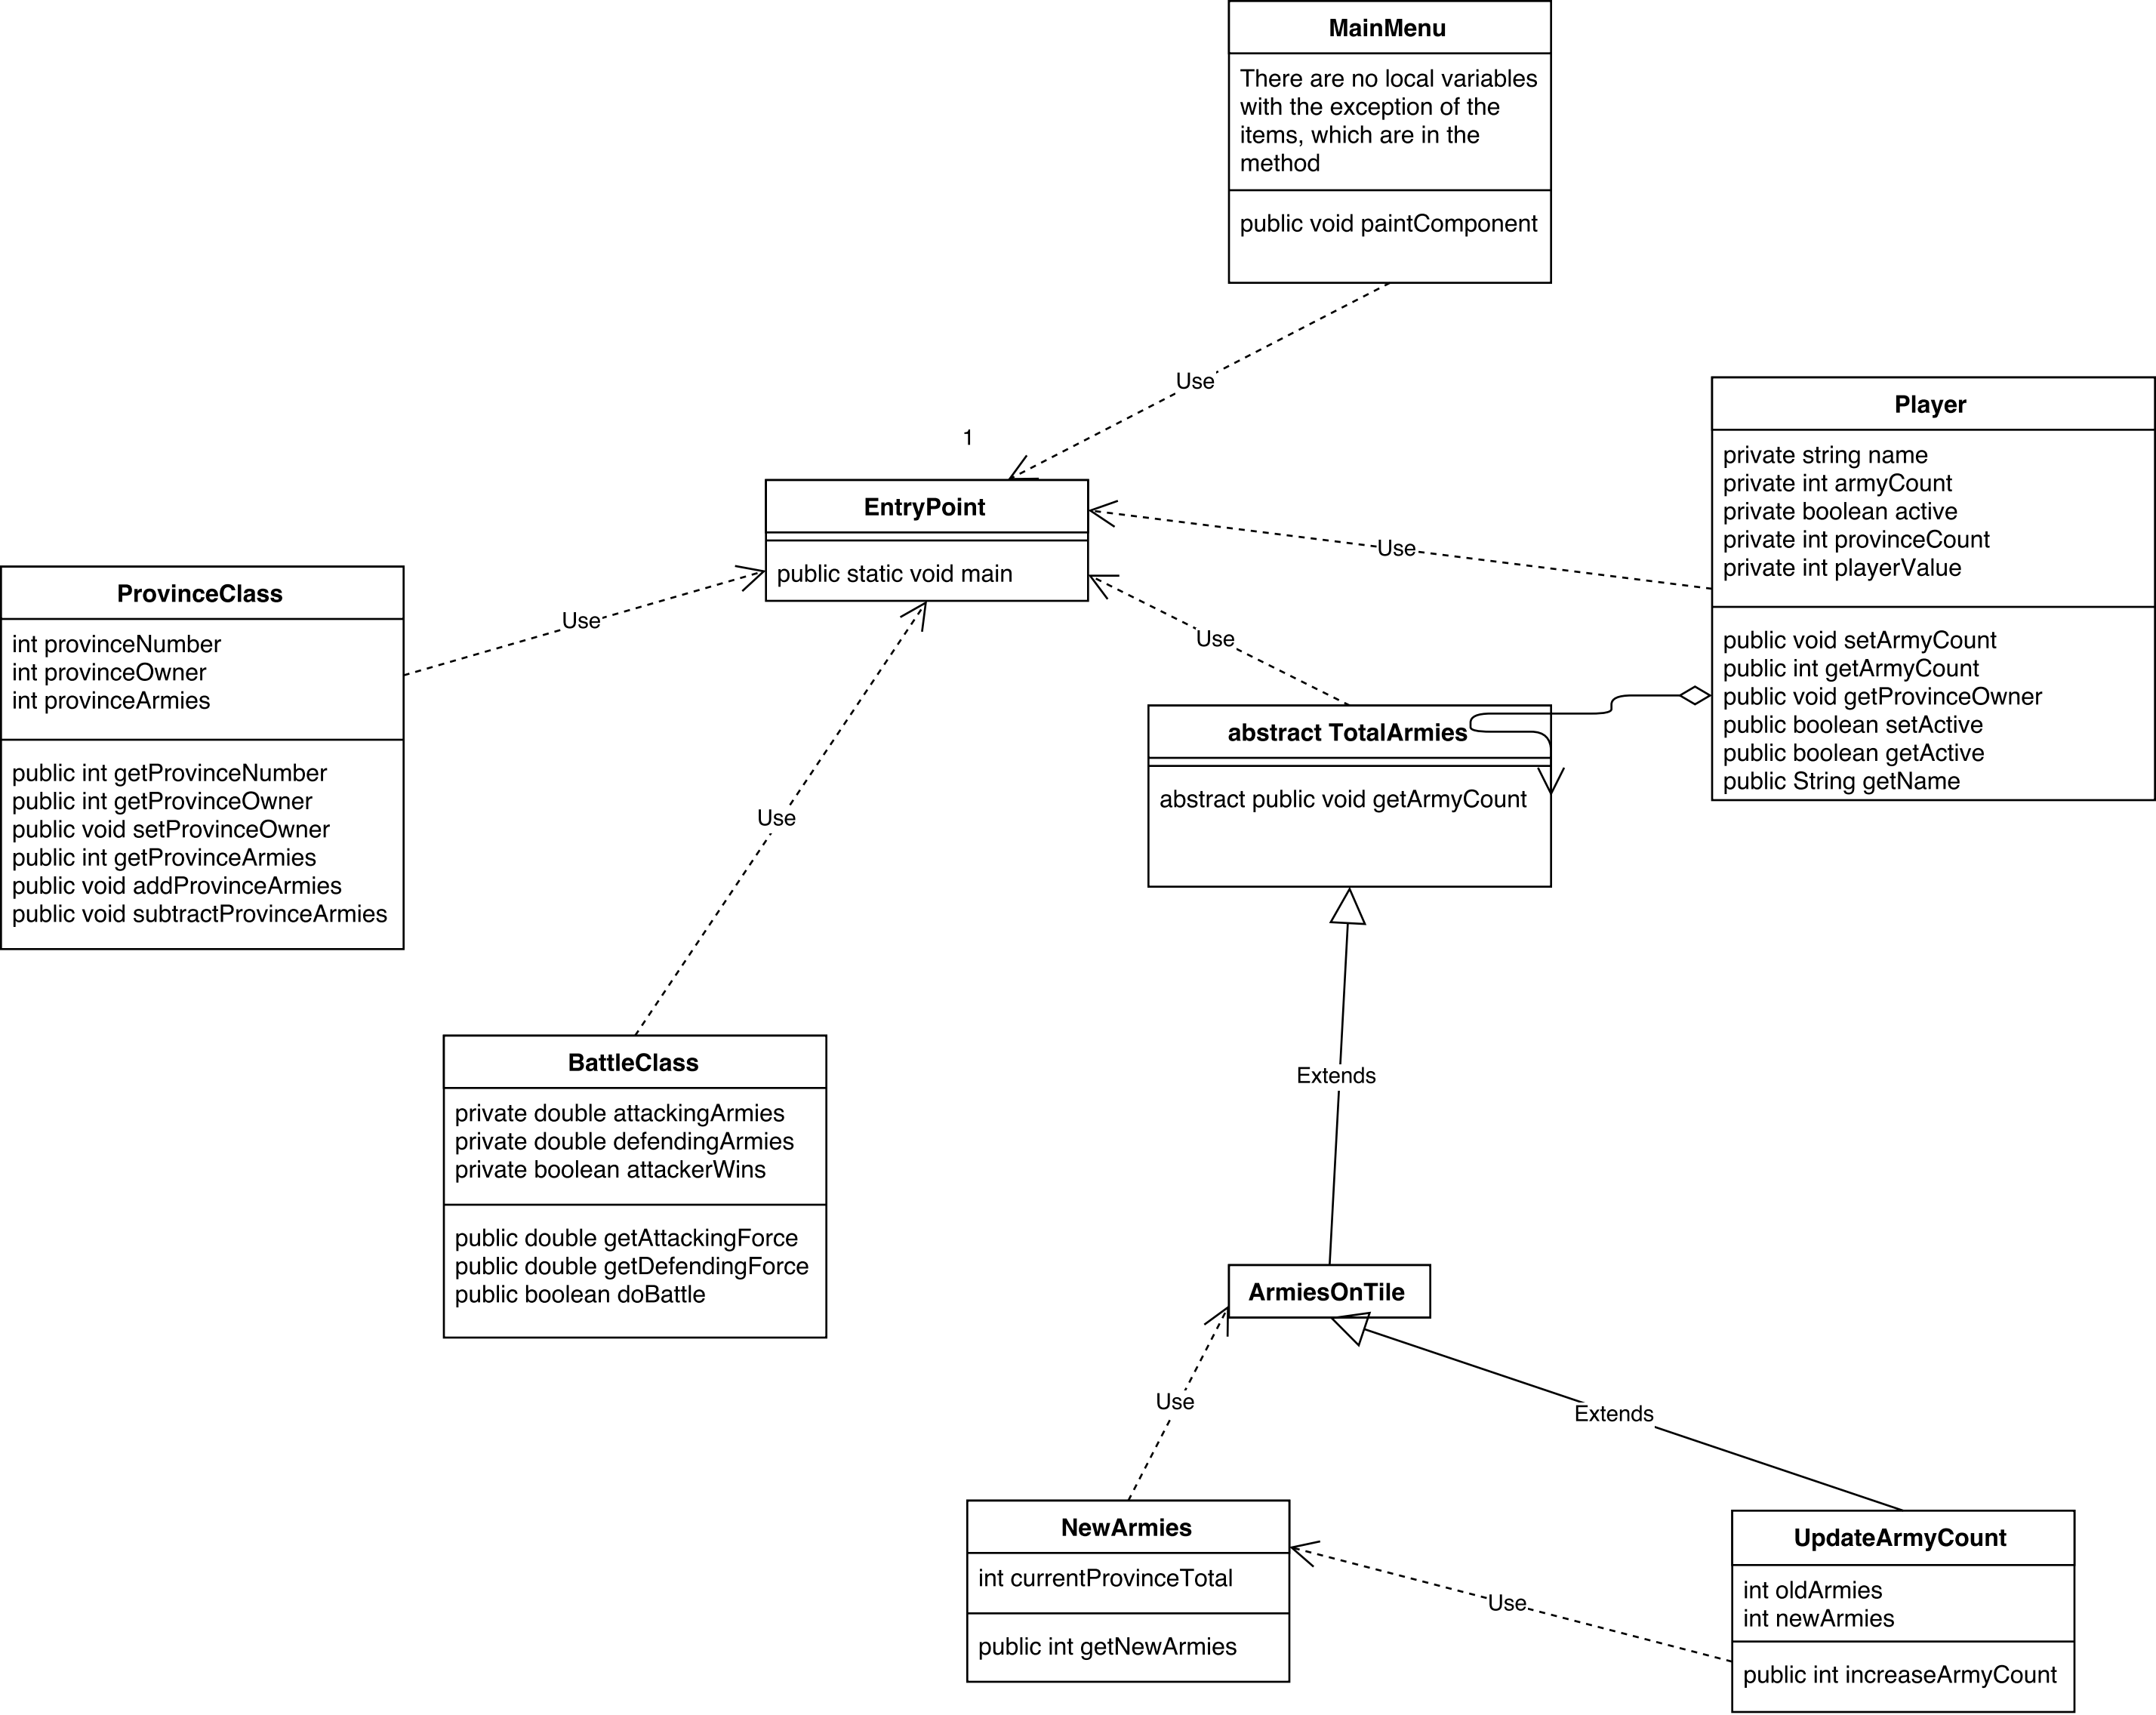 MainMenu
There are no local variables
with the exception of the
items, which are in the
method
public void paintComponent
Use
1
EntryPoint
public static void main
Use
Use
Use
Use
Player
private string name
private int armyCount
private boolean active
private int provinceCount
private int playerValue
public void setArmyCount
public int getArmyCount
public void getProvinceOwner
public boolean setActive
public boolean getActive
public String getName
ProvinceClass
int provinceNumber
int provinceOwner
int provinceArmies
public int getProvinceNumber
public int getProvinceOwner
public void setProvinceOwner
public int getProvinceArmies
public void addProvinceArmies
public void subtractProvinceArmies
abstract TotalArmies
abstract public void getArmyCount
BattleClass
private double attackingArmies
private double defendingArmies
private boolean attackerWins
public double getAttackingForce
public double getDefendingForce
public boolean doBattle
Extends
ArmiesOnTile
Use
Extends
NewArmies
int currentProvinceTotal
public int getNewArmies
Use
UpdateArmyCount
int oldArmies
int newArmies
public int increaseArmyCount